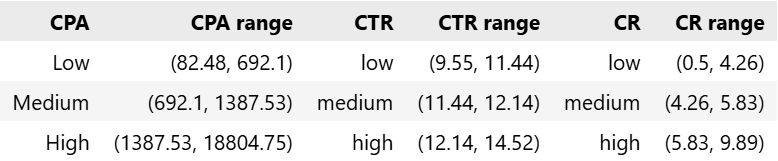 CPA CPA range CTR CTR range CR CR range
Low (82.48, 692.1) low (9.55, 11.44) low (0.5, 4.26)
Medium (692.1, 1387.53) medium (11.44, 12.14) medium (4.26, 5.83)
High (1387.53, 18804.75) high (12.14, 14.52) high (5.83, 9.89)